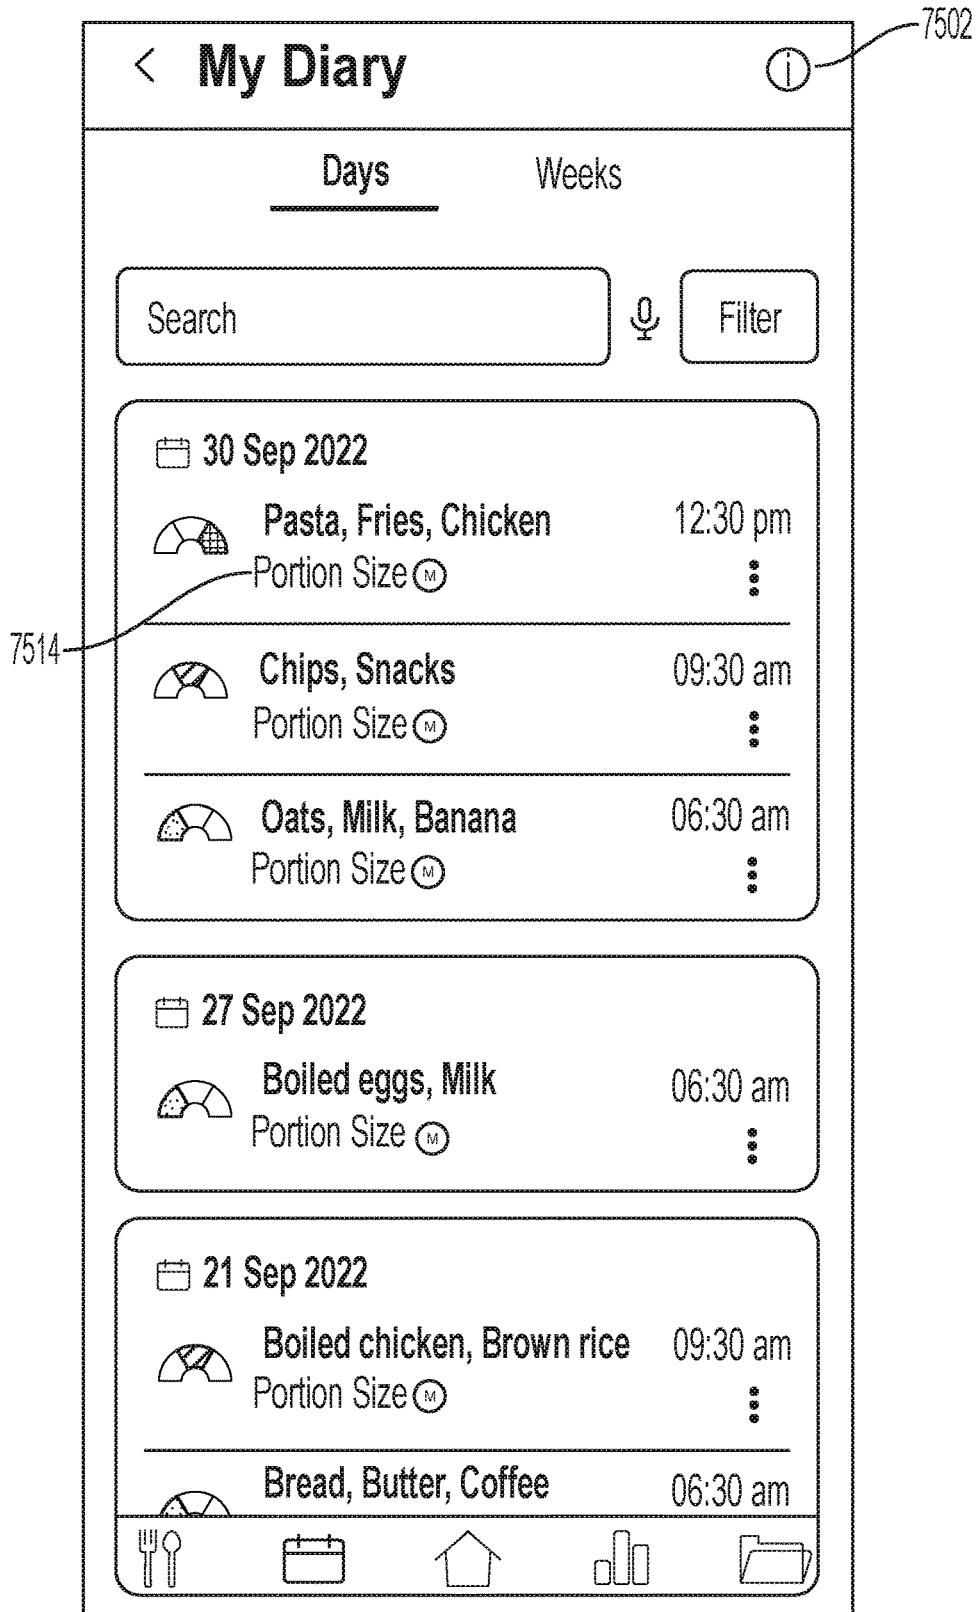 7502
My Diary
Days Weeks
Search Filter
30 Sep 2022
Pasta, Fries, Chicken 12:30 pm
Portion Size M
7514
Chips, Snacks 09:30 am
Portion Size M
Oats, Milk, Banana 06:30 am
Portion Size M
27 Sep 2022
Boiled eggs, Milk 06:30 am
Portion Size M
21 Sep 2022
Boiled chicken, Brown rice 09:30 am
Portion Size M
Bread, Butter, Coffee 06:30 am